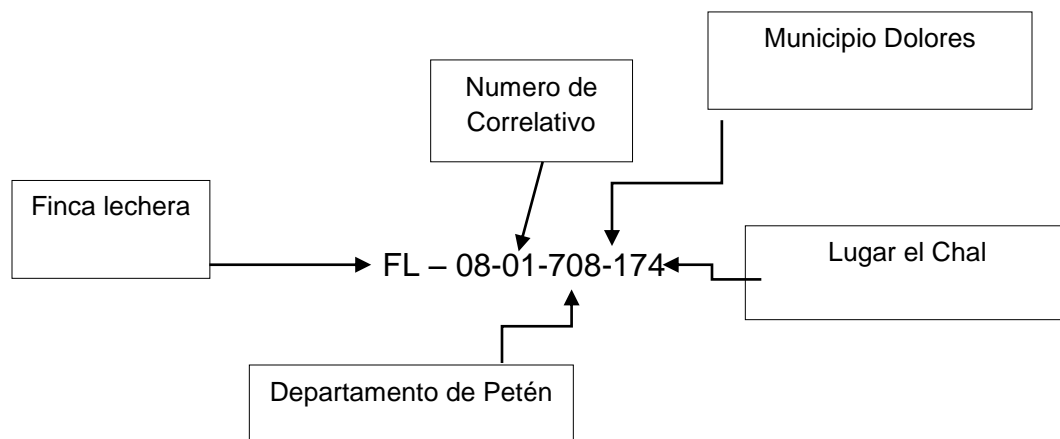 Municipio Dolores
Numero de
Correlativo
Finca lechera
FL – 08-01-708-174
Lugar el Chal
Departamento de Petén